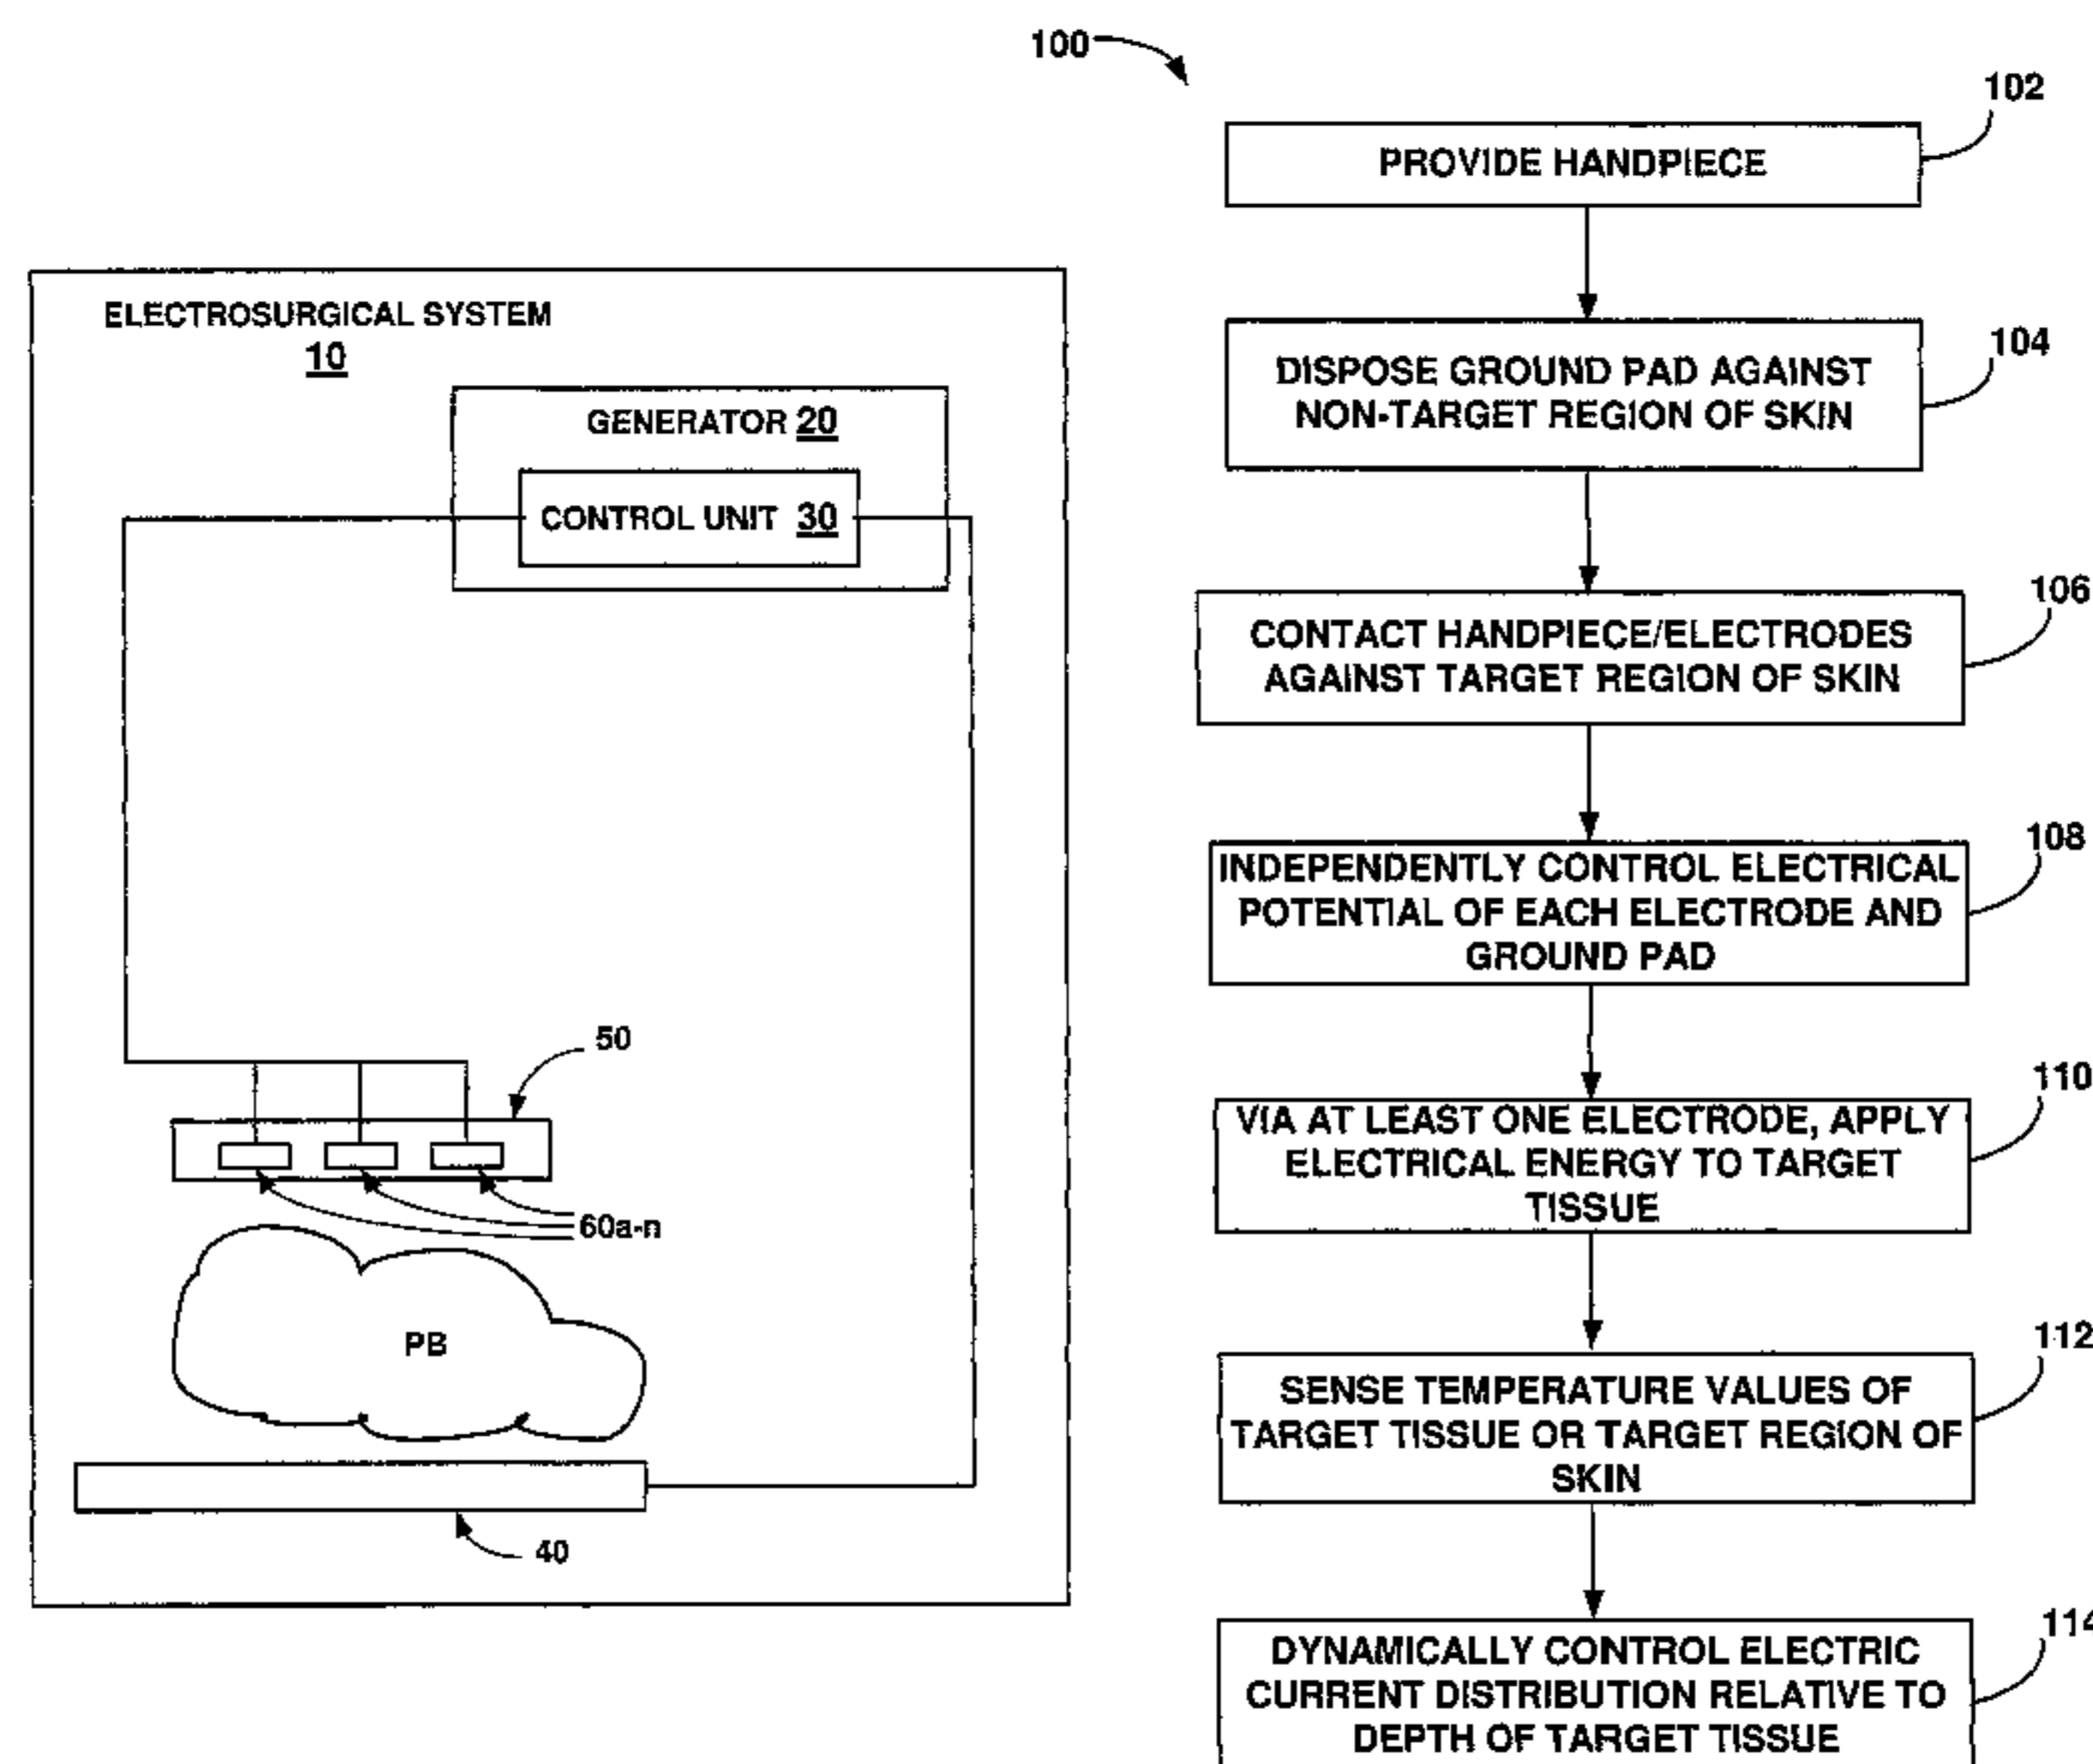 ELECTROSURGICAL SYSTEM
10
GENERATOR 20
CONTROL UNIT 30
50
60a-n
PB
40
100
102
PROVIDE HANDPIECE
104
DISPOSE GROUND PAD AGAINST
NON-TARGET REGION OF SKIN
106
CONTACT HANDPIECE/ELECTRODES
AGAINST TARGET REGION OF SKIN
108
INDEPENDENTLY CONTROL ELECTRICAL
POTENTIAL OF EACH ELECTRODE AND
GROUND PAD
110
VIA AT LEAST ONE ELECTRODE, APPLY
ELECTRICAL ENERGY TO TARGET
TISSUE
112
SENSE TEMPERATURE VALUES OF
TARGET TISSUE OR TARGET REGION OF
SKIN
114
DYNAMICALLY CONTROL ELECTRIC
CURRENT DISTRIBUTION RELATIVE TO
DEPTH OF TARGET TISSUE